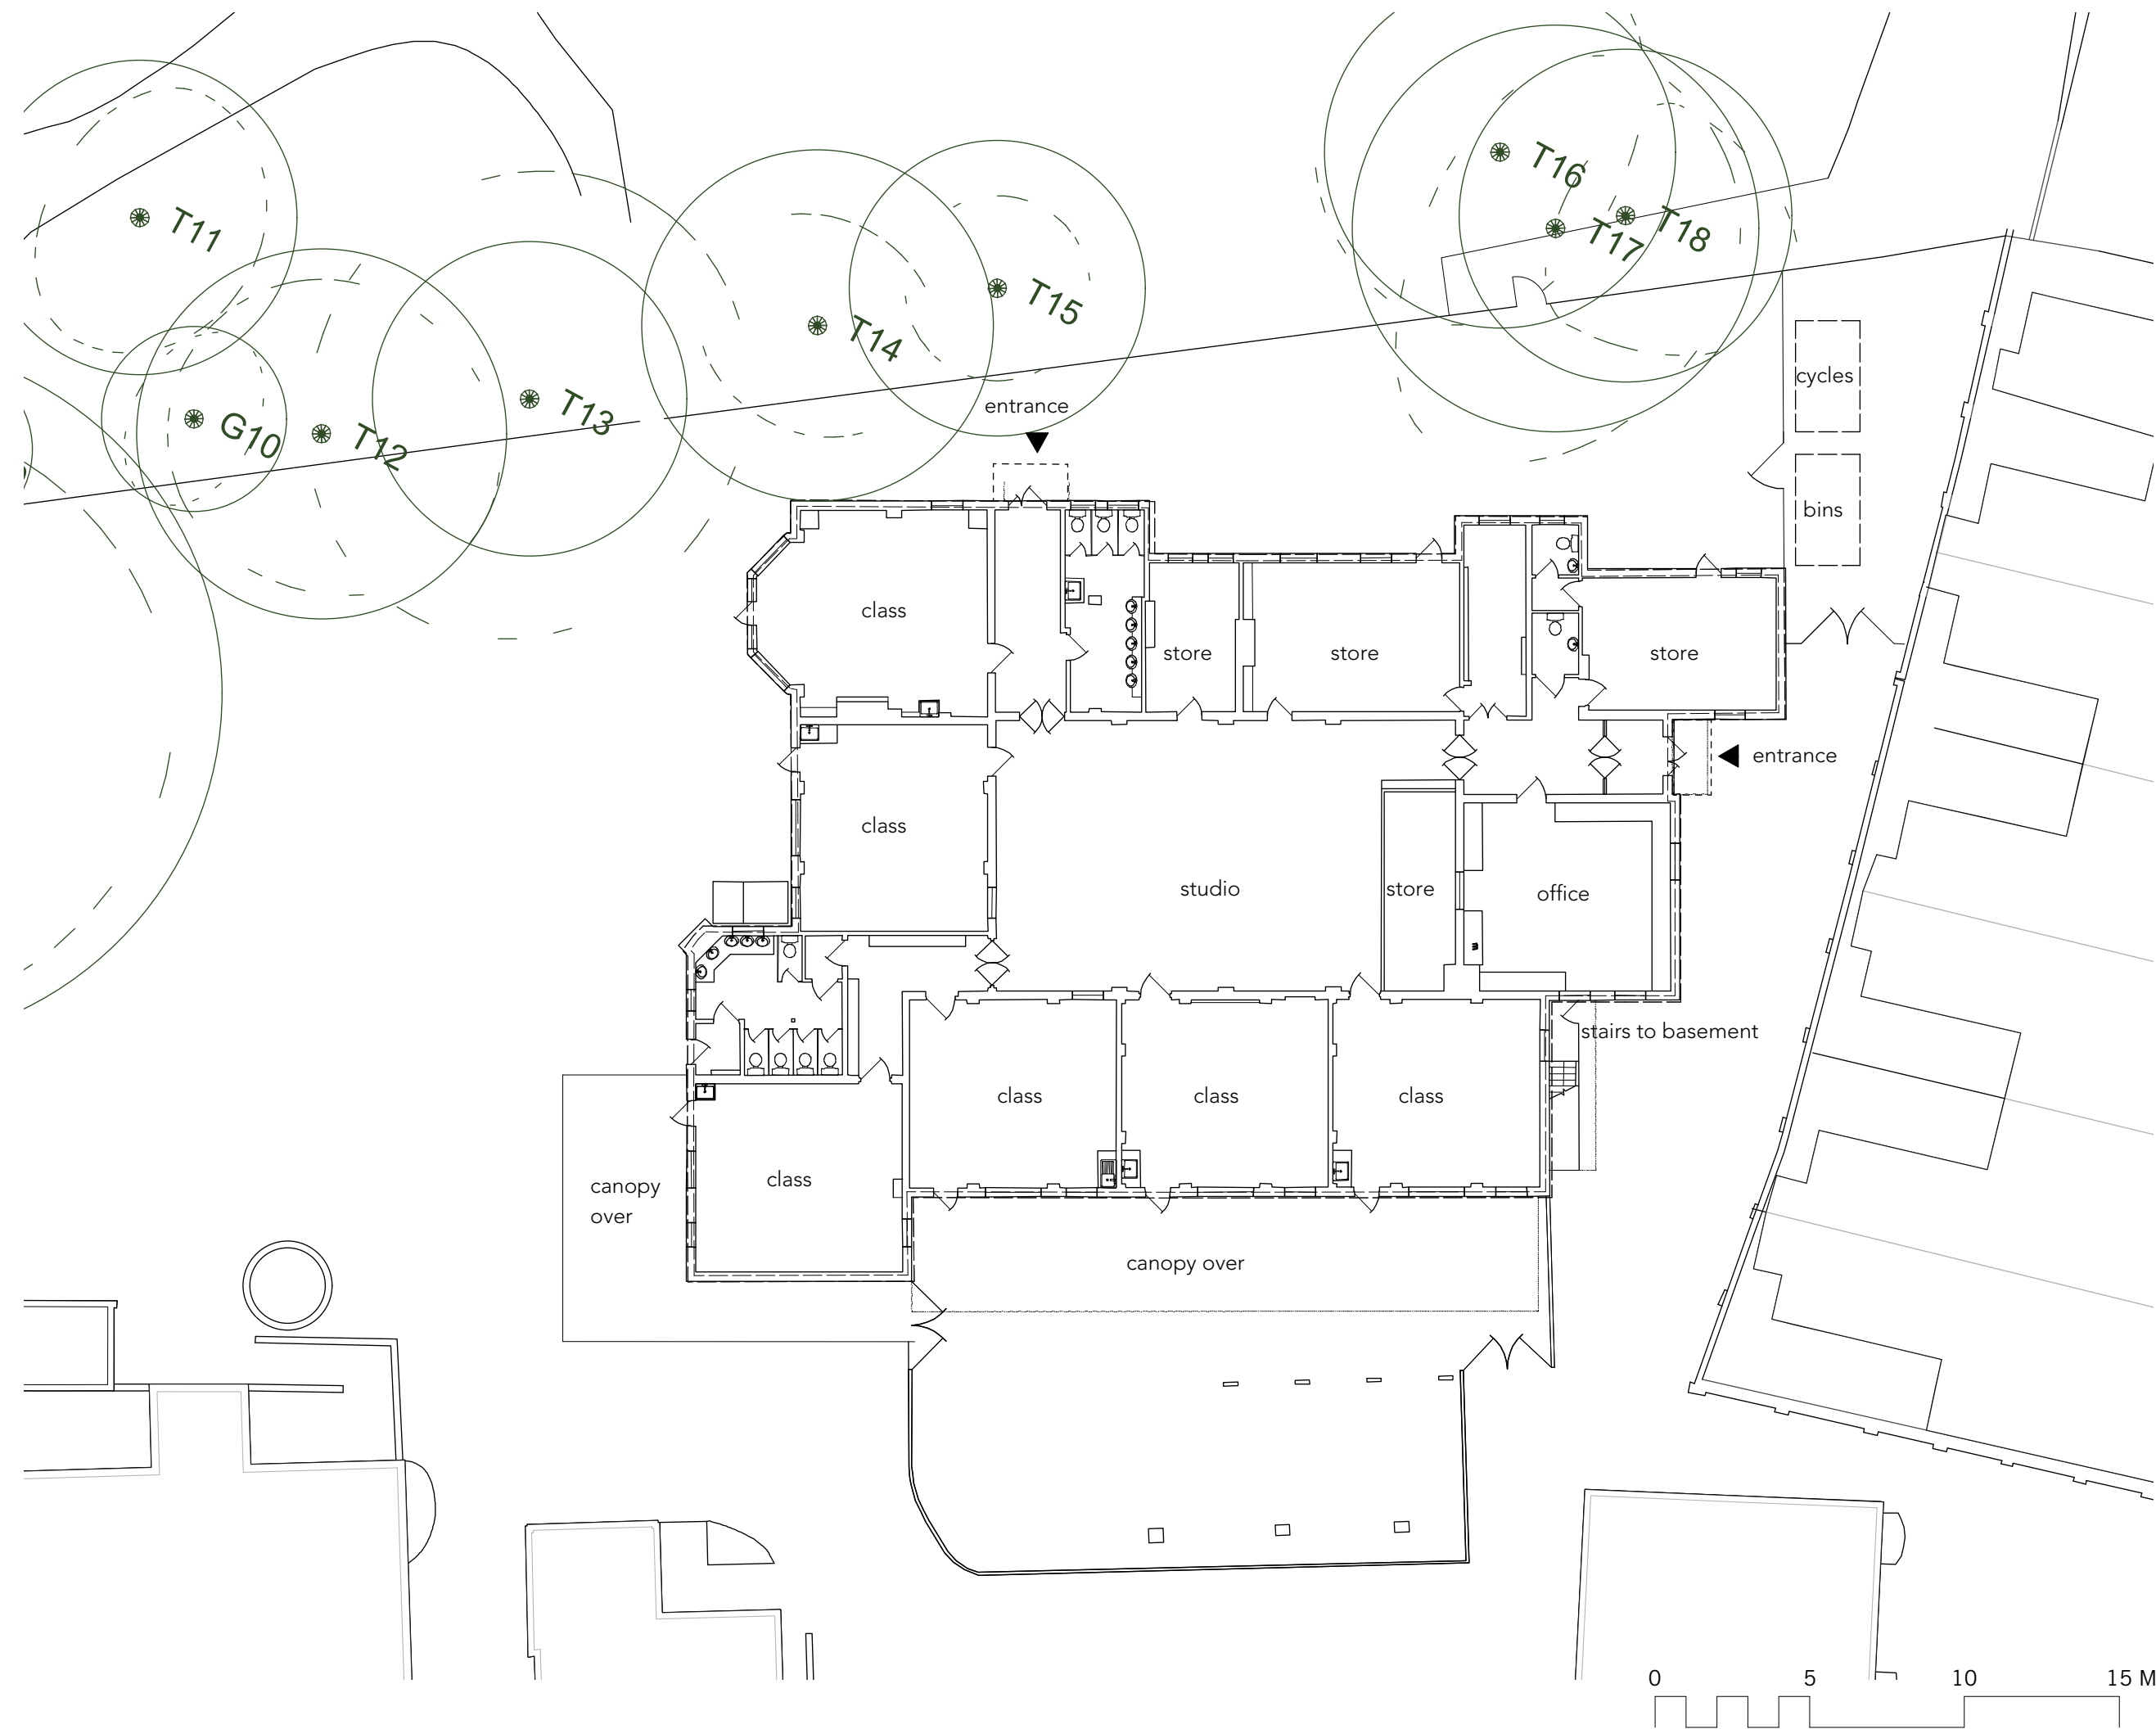 T16
T11
T17
T18
T15
T14
cycles
T13
entrance
G10
T12
bins
class
store
store
store
entrance
class
studio
store
office
stairs to basement
class
class
class
class
canopy
over
canopy over
0 5 10 15 M